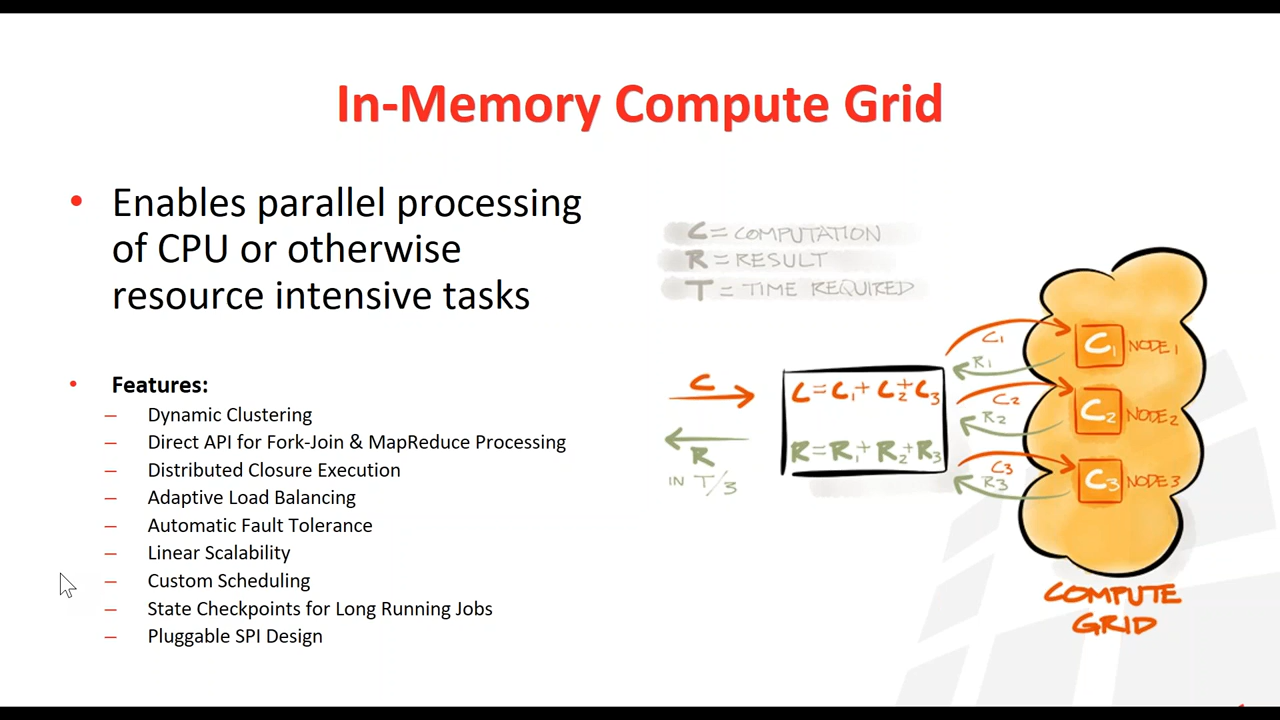 In-Memory Compute Grid
• Enables parallel processing
of CPU or otherwise
resource intensive tasks
• Features:
– Dynamic Clustering
– Direct API for Fork-Join & MapReduce Processing
– Distributed Closure Execution
– Adaptive Load Balancing
– Automatic Fault Tolerance
– Linear Scalability
– Custom Scheduling
– State Checkpoints for Long Running Jobs
– Pluggable SPI Design
C = COMPUTATION
R = RESULT
T = TIME REQUIRED
C
R
IN T/3
C = C1 + C2 + C3
R = R1 + R2 + R3
C1
R1
C2
R2
C3
R3
C1 NODE 1
C2 NODE 2
C3 NODE 3
COMPUTE
GRID